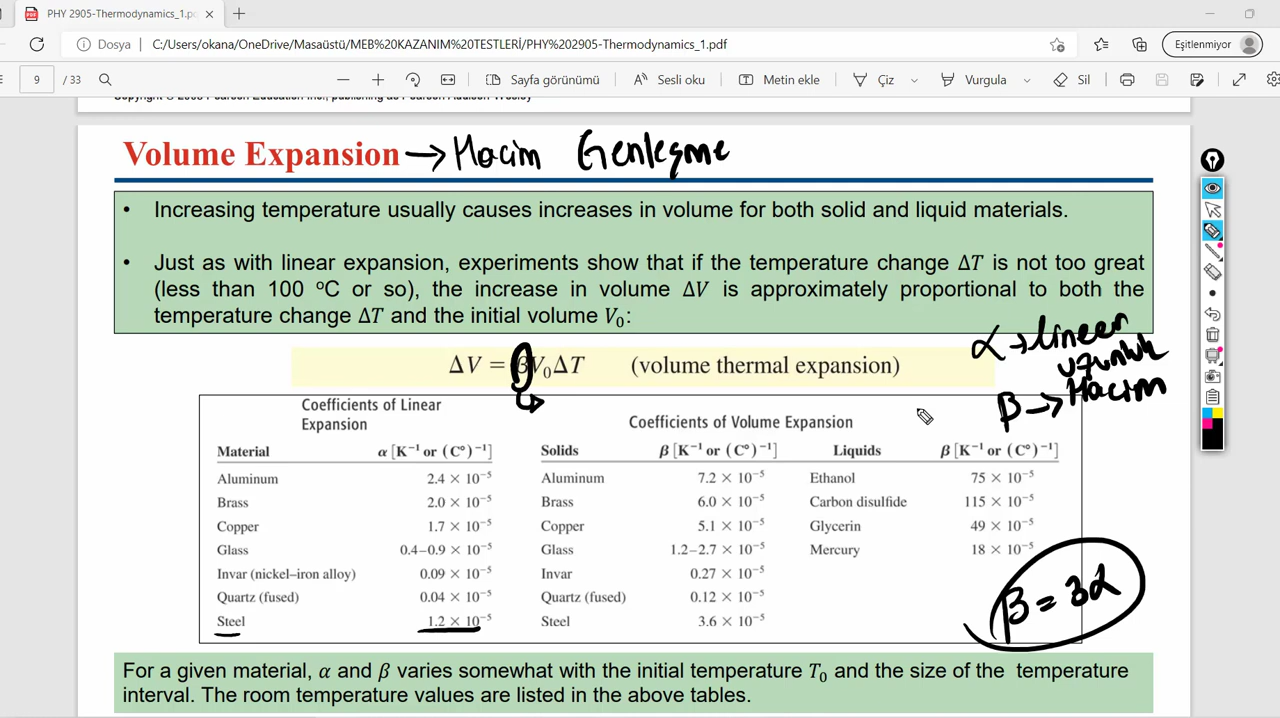 PHY 2905-Thermodynamics_1.p
Dosya C:/Users/okana/OneDrive/Masaüstü/MEB%20KAZANIM%20TESTLERİ/PHY%202905-Thermodynamics_1.pdf Eşitlenmiyor
9 / 33 Sayfa görünümü Sesli oku Metin ekle Çiz Vurgula Sil
Volume Expansion → Hacim Genleşme
• Increasing temperature usually causes increases in volume for both solid and liquid materials.
• Just as with linear expansion, experiments show that if the temperature change ΔT is not too great
(less than 100 °C or so), the increase in volume ΔV is approximately proportional to both the
temperature change ΔT and the initial volume V₀:
α → lineer
uzunluk
ΔV = βV₀ΔT (volume thermal expansion)
β → Hacim
Coefficients of Linear
Expansion
Coefficients of Volume Expansion
Material α [K⁻¹ or (C°)⁻¹] Solids β [K⁻¹ or (C°)⁻¹] Liquids β [K⁻¹ or (C°)⁻¹]
Aluminum 2.4 × 10⁻⁵ Aluminum 7.2 × 10⁻⁵ Ethanol 75 × 10⁻⁵
Brass 2.0 × 10⁻⁵ Brass 6.0 × 10⁻⁵ Carbon disulfide 115 × 10⁻⁵
Copper 1.7 × 10⁻⁵ Copper 5.1 × 10⁻⁵ Glycerin 49 × 10⁻⁵
Glass 0.4–0.9 × 10⁻⁵ Glass 1.2–2.7 × 10⁻⁵ Mercury 18 × 10⁻⁵
Invar (nickel–iron alloy) 0.09 × 10⁻⁵ Invar 0.27 × 10⁻⁵
Quartz (fused) 0.04 × 10⁻⁵ Quartz (fused) 0.12 × 10⁻⁵
β = 3α
Steel 1.2 × 10⁻⁵ Steel 3.6 × 10⁻⁵
For a given material, α and β varies somewhat with the initial temperature T₀ and the size of the temperature
interval. The room temperature values are listed in the above tables.